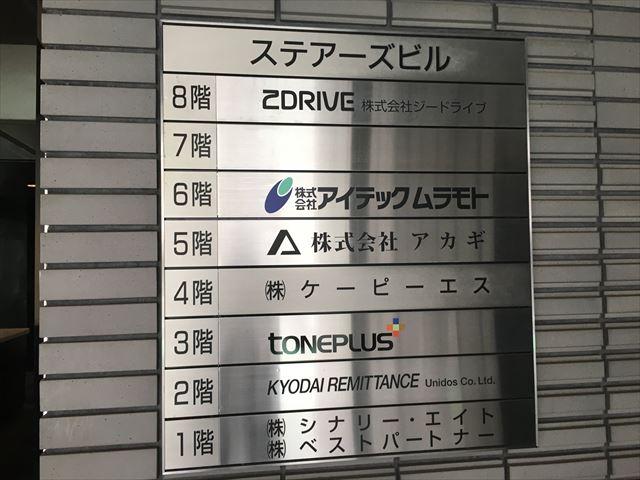 ステアーズビル
8階 ZDRIVE 株式会社ジードライブ
7階
6階 株式会社 アイテックムラモト
5階 株式会社 アカギ
4階 ㈱ ケーピーエス
3階 toneplus
2階 KYODAI REMITTANCE Unidos Co. Ltd.
1階 ㈱ シナリー・エイト
㈱ ベストパートナー